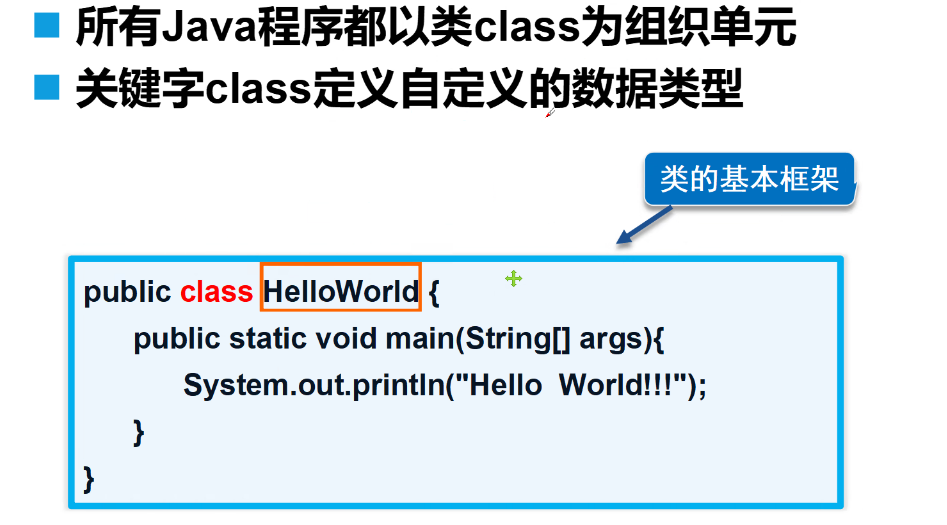 所有Java程序都以类class为组织单元
关键字class定义自定义的数据类型
类的基本框架
public class HelloWorld {
public static void main(String[] args){
System.out.println("Hello  World!!!");
}
}